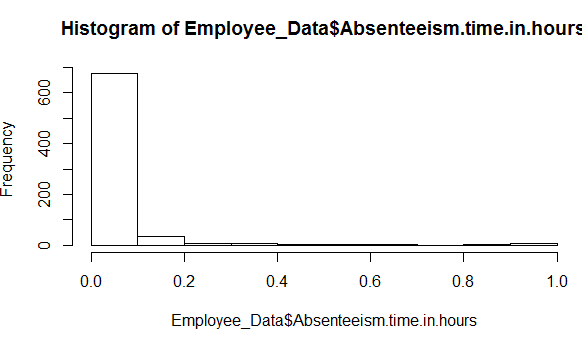 Histogram of Employee_Data$Absenteeism.time.in.hours
Frequency
600
400
200
0
0.0 0.2 0.4 0.6 0.8 1.0
Employee_Data$Absenteeism.time.in.hours